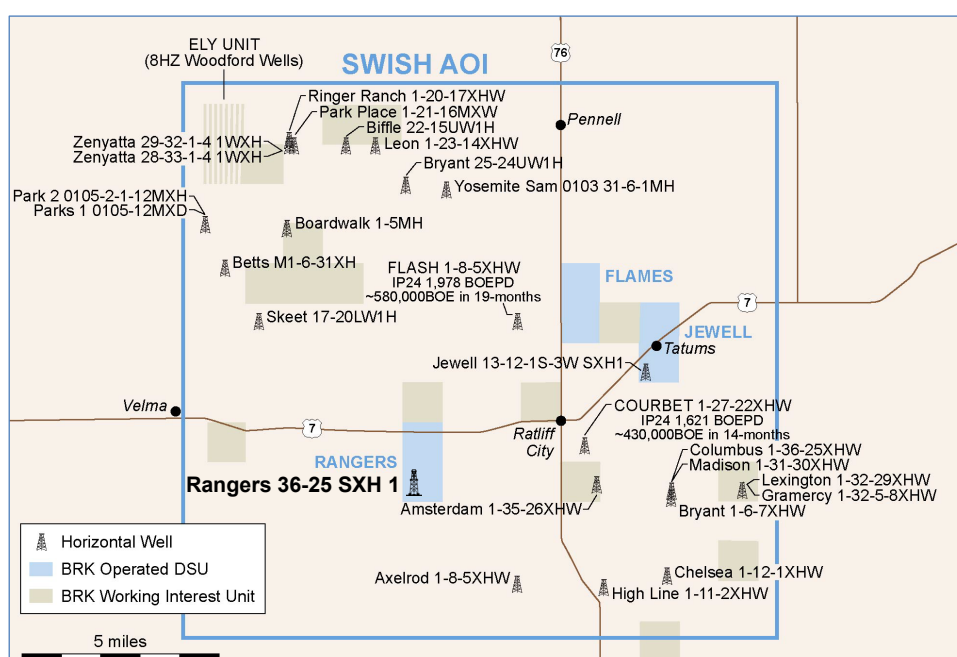 ELY UNIT
(8HZ Woodford Wells)
SWISH AOI
76
Ringer Ranch 1-20-17XHW
Park Place 1-21-16MXW
Biffle 22-15UW1H
Leon 1-23-14XHW
Pennell
Zenyatta 29-32-1-4 1WXH
Zenyatta 28-33-1-4 1WXH
Bryant 25-24UW1H
Yosemite Sam 0103 31-6-1MH
Park 2 0105-2-1-12MXH
Parks 1 0105-12MXD
Boardwalk 1-5MH
Betts M1-6-31XH
FLASH 1-8-5XHW
IP24 1,978 BOEPD
~580,000BOE in 19-months
FLAMES
7
Skeet 17-20LW1H
JEWELL
Tatums
Jewell 13-12-1S-3W SXH1
Velma
7
Ratliff
City
COURBET 1-27-22XHW
IP24 1,621 BOEPD
~430,000BOE in 14-months
Columbus 1-36-25XHW
Madison 1-31-30XHW
Lexington 1-32-29XHW
Gramercy 1-32-5-8XHW
Bryant 1-6-7XHW
RANGERS
Rangers 36-25 SXH 1
Amsterdam 1-35-26XHW
Horizontal Well
BRK Operated DSU
BRK Working Interest Unit
Axelrod 1-8-5XHW
Chelsea 1-12-1XHW
High Line 1-11-2XHW
5 miles